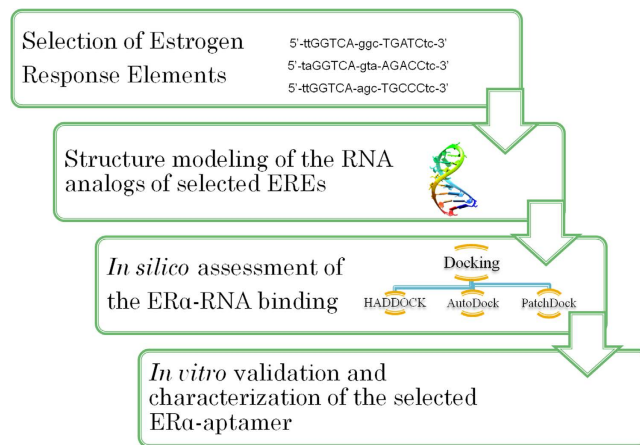 Selection of Estrogen
Response Elements
5'-ttGGTCA-ggc-TGATCtc-3'
5'-taGGTCA-gta-AGACCtc-3'
5'-ttGGTCA-agc-TGCCCtc-3'
Structure modeling of the RNA
analogs of selected EREs
In silico assessment of
the ERα-RNA binding
Docking
HADDOCK AutoDock PatchDock
In vitro validation and
characterization of the selected
ERα-aptamer